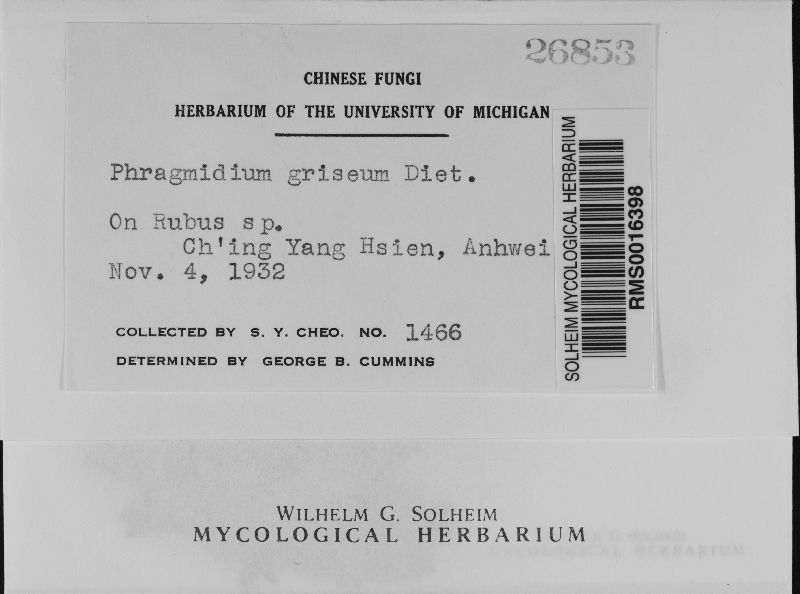 26853
CHINESE FUNGI
HERBARIUM OF THE UNIVERSITY OF MICHIGAN
Phragmidium griseum Diet.
On Rubus sp.
Ch'ing Yang Hsien, Anhwei
Nov. 4, 1932
COLLECTED BY S. Y. CHEO. NO. 1466
DETERMINED BY GEORGE B. CUMMINS
SOLHEIM MYCOLOGICAL HERBARIUM
RMS0016398
WILHELM G. SOLHEIM
MYCOLOGICAL HERBARIUM